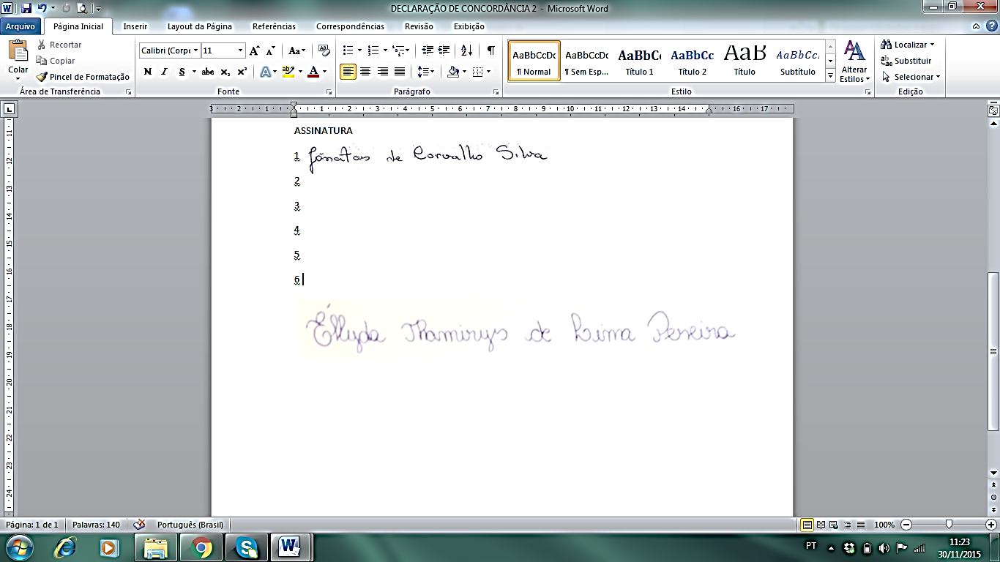 DECLARAÇÃO DE CONCORDÂNCIA 2 - Microsoft Word
Arquivo Página Inicial Inserir Layout da Página Referências Correspondências Revisão Exibição
Colar
Recortar
Copiar
Pincel de Formatação
Área de Transferência
Calibri (Corpo 11
N I S abc x₂ x²
Fonte
Parágrafo
AaBbCcDc AaBbCcDc AaBbCc AaBbCc AaB AaBbCc.
¶ Normal ¶ Sem Esp... Título 1 Título 2 Título Subtítulo
Alterar Estilos
Estilo
Localizar
Substituir
Selecionar
Edição
3 2 1 1 2 3 4 5 6 7 8 9 10 11 12 13 14 16 17
11 12 13 14 15 16 17 18 19 20 21 22 23 24
ASSINATURA
1 Jônatas de Carvalho Silva
2
3
4
5
6
Éllyda Thamirys de Lima Pereira
Página: 1 de 1 Palavras: 140 Português (Brasil) 100%
PT 11:23
30/11/2015